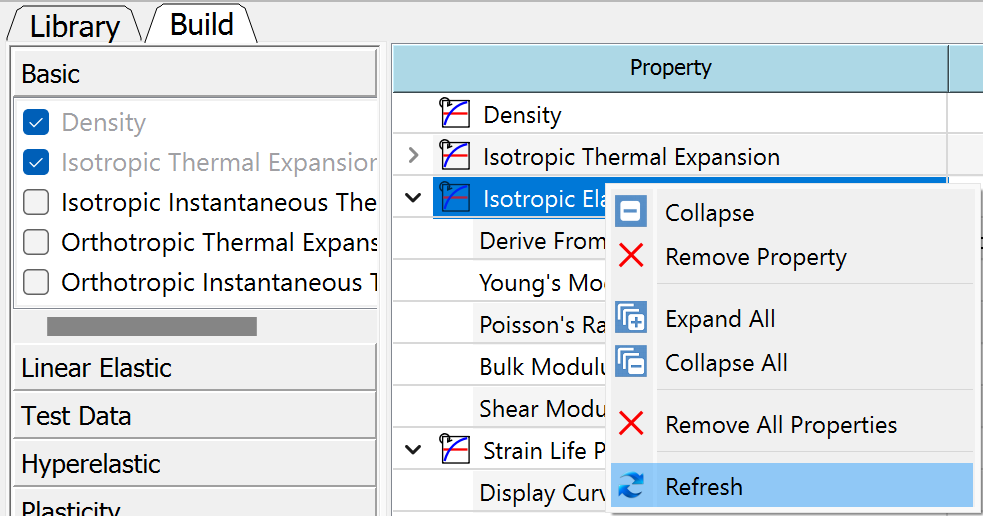 Library
Build
Basic
Density
Isotropic Thermal Expansion
Isotropic Instantaneous The
Orthotropic Thermal Expans
Orthotropic Instantaneous T
Linear Elastic
Test Data
Hyperelastic
Plasticity
Property
Density
Isotropic Thermal Expansion
Isotropic Ela
Derive From
Young's Mo
Poisson's Ra
Bulk Modulu
Shear Modu
Strain Life P
Display Curv
Collapse
Remove Property
Expand All
Collapse All
Remove All Properties
Refresh